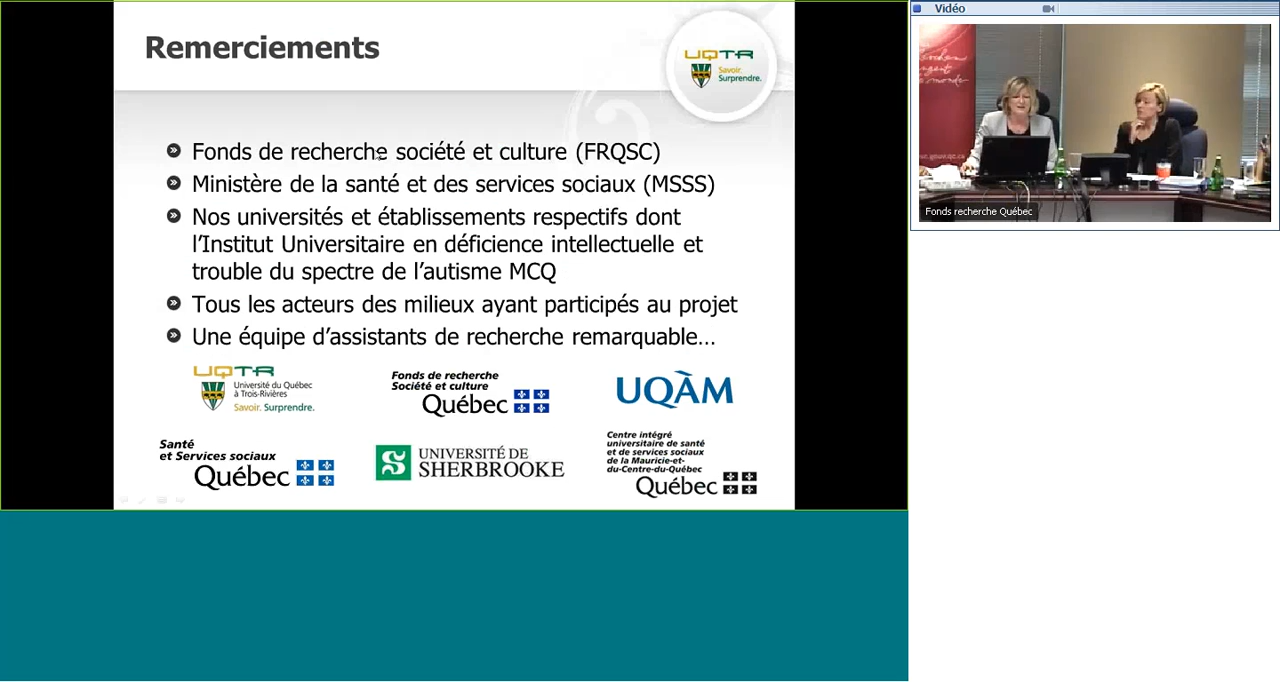 Remerciements
UQTR
Savoir.
Surprendre.
Fonds de recherche société et culture (FRQSC)
Ministère de la santé et des services sociaux (MSSS)
Nos universités et établissements respectifs dont
l’Institut Universitaire en déficience intellectuelle et
trouble du spectre de l’autisme MCQ
Tous les acteurs des milieux ayant participés au projet
Une équipe d’assistants de recherche remarquable…
UQTR
Université du Québec
à Trois-Rivières
Savoir. Surprendre.
Fonds de recherche
Société et culture
Québec
UQÀM
Santé
et Services sociaux
Québec
UNIVERSITÉ DE
SHERBROOKE
Centre intégré
universitaire de santé
et de services sociaux
de la Mauricie-et-
du-Centre-du-Québec
Québec
Vidéo
monde
Fonds recherche Québec